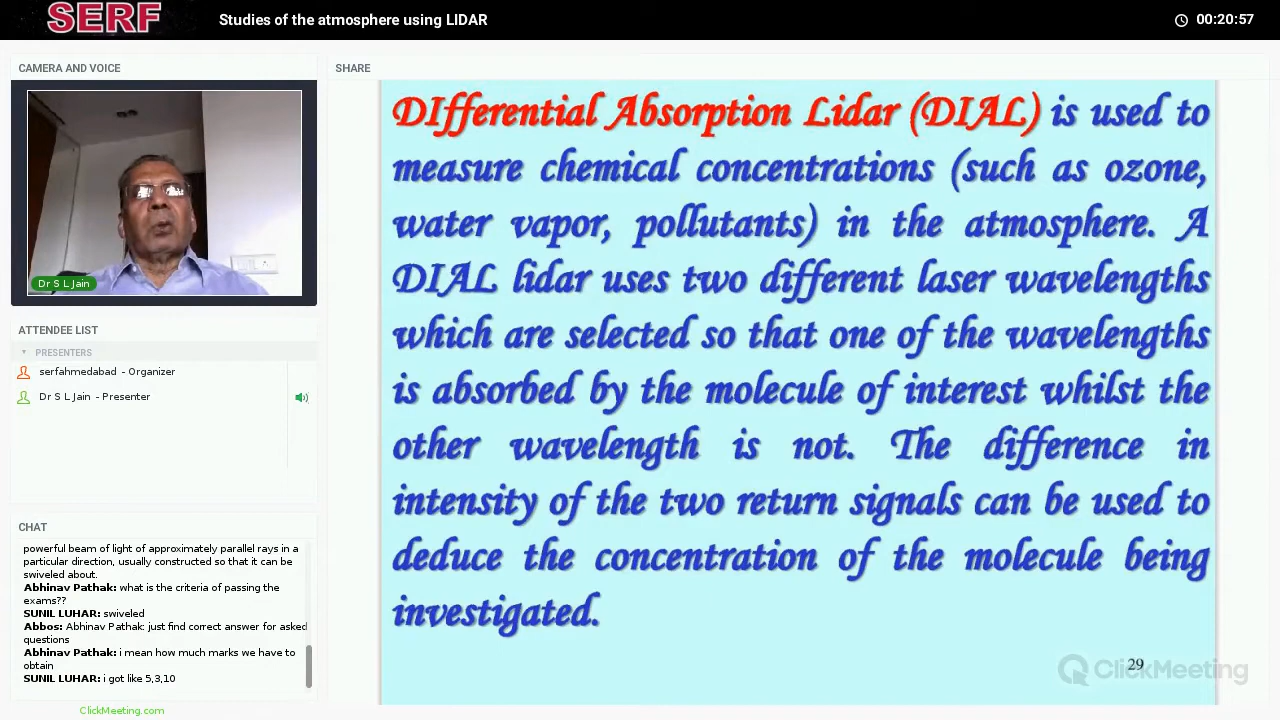 SERF
Studies of the atmosphere using LIDAR
00:20:57
CAMERA AND VOICE
Dr S L Jain
ATTENDEE LIST
PRESENTERS
serfahmedabad - Organizer
Dr S L Jain - Presenter
CHAT
powerful beam of light of approximately parallel rays in a
particular direction, usually constructed so that it can be
swiveled about.
Abhinav Pathak: what is the criteria of passing the
exams??
SUNIL LUHAR: swiveled
Abbos: Abhinav Pathak: just find correct answer for asked
questions
Abhinav Pathak: i mean how much marks we have to
obtain
SUNIL LUHAR: i got like 5,3,10
ClickMeeting.com
SHARE
DIfferential Absorption Lidar (DIAL) is used to
measure chemical concentrations (such as ozone,
water vapor, pollutants) in the atmosphere. A
DIAL lidar uses two different laser wavelengths
which are selected so that one of the wavelengths
is absorbed by the molecule of interest whilst the
other wavelength is not. The difference in
intensity of the two return signals can be used to
deduce the concentration of the molecule being
investigated.
29
ClickMeeting